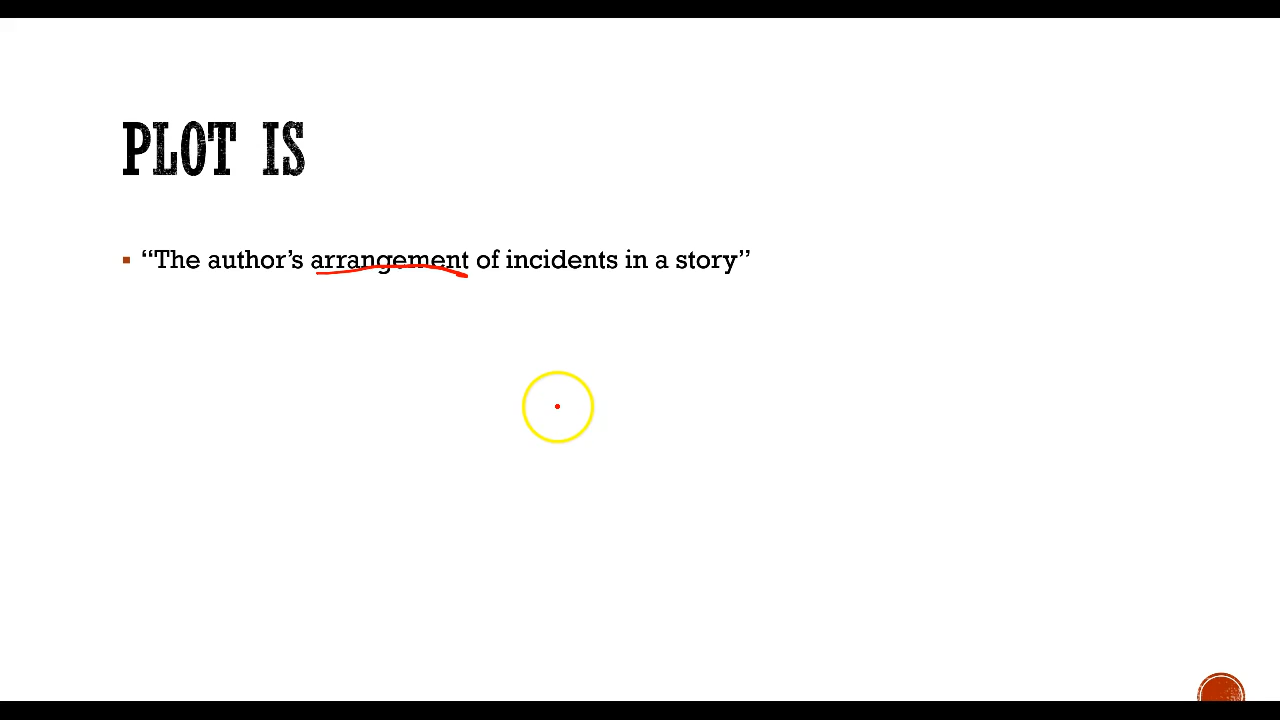 PLOT IS
“The author’s arrangement of incidents in a story”